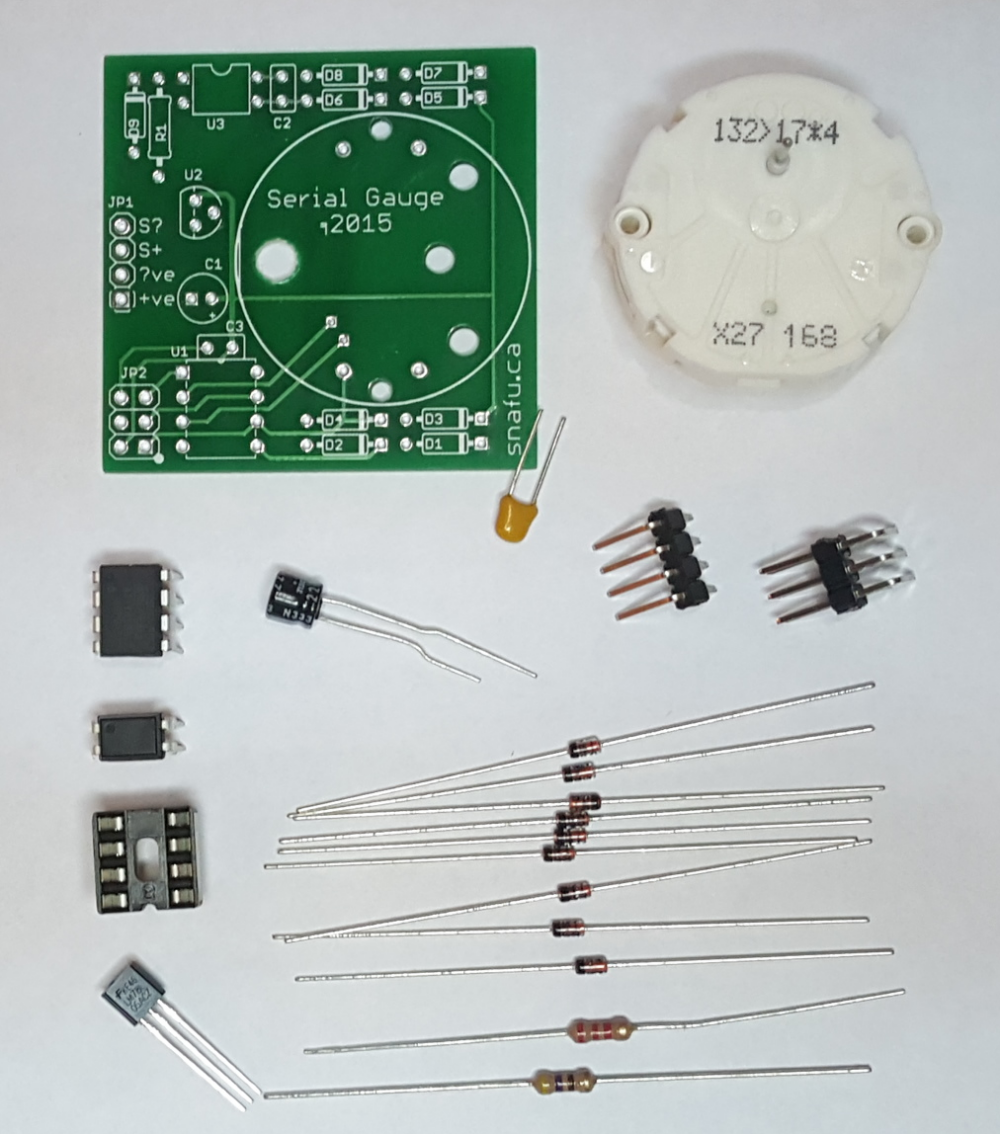 D8
D7
D6
D5
D9
R1
U3
C2
U2
Serial Gauge
2015
JP1
S?
S+
?ve
+ve
C1
C3
U1
JP2
D4
D3
D2
D1
snafu.ca
132>17*4
X27 168